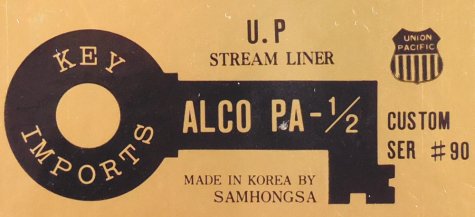 U.P
STREAM LINER
UNION
PACIFIC
KEY
IMPORTS
ALCO PA-1/2
CUSTOM
SER #90
MADE IN KOREA BY
SAMHONGSA